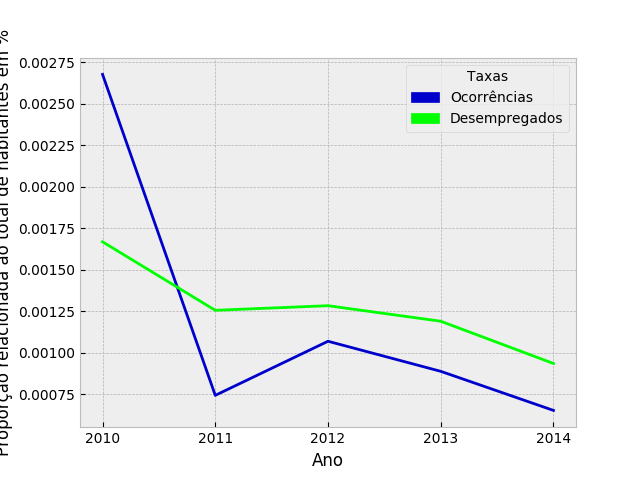 Proporção relacionada ao total de habitantes em %
0.00275
0.00250
0.00225
0.00200
0.00175
0.00150
0.00125
0.00100
0.00075
Taxas
Ocorrências
Desempregados
2010 2011 2012 2013 2014
Ano